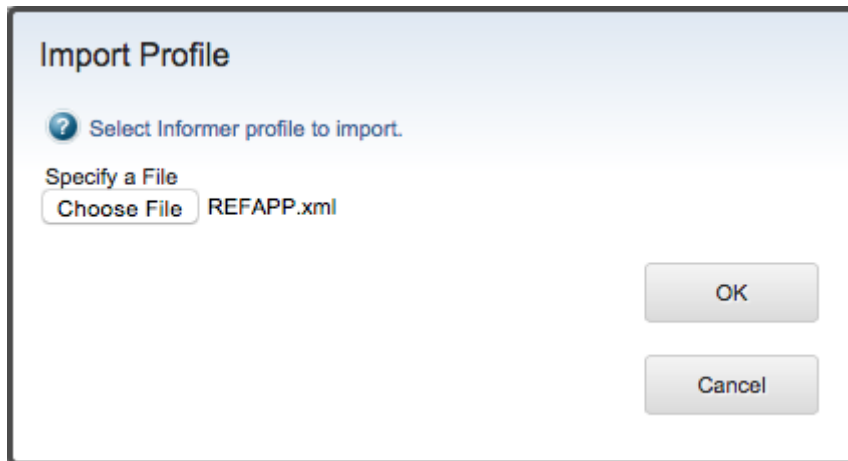 Import Profile
? Select Informer profile to import.
Specify a File
Choose File REFAPP.xml
OK
Cancel